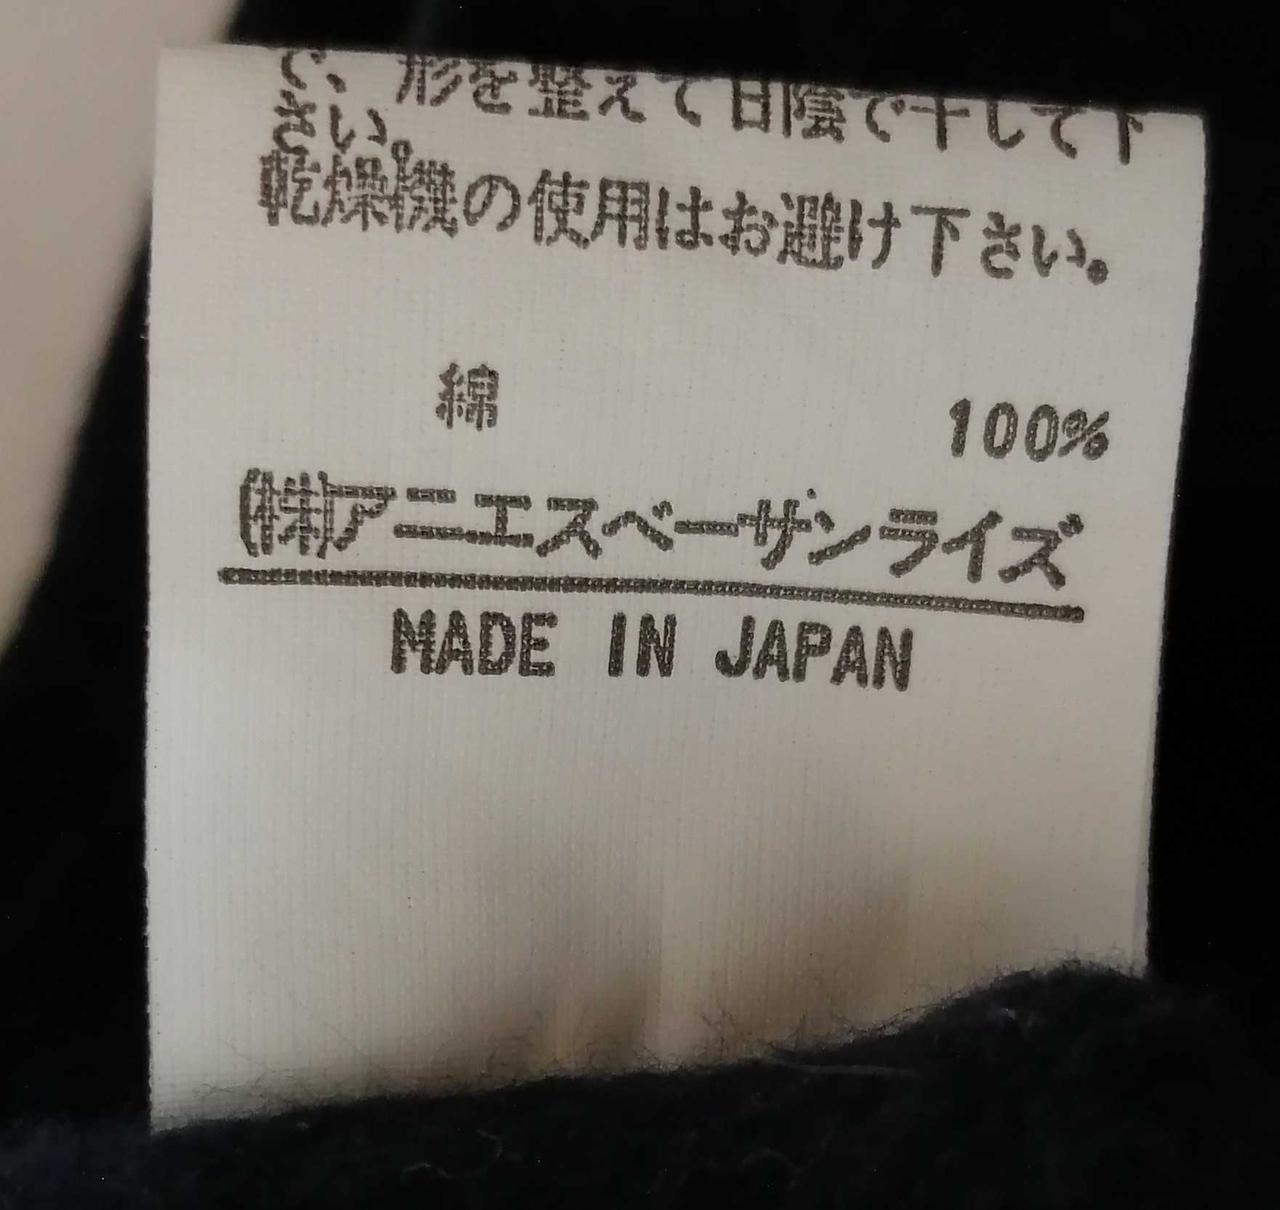 で、形を整えて日陰で干して下
さい。
乾燥機の使用はお避け下さい。
綿 100%
(株)アニエスベーサンライズ
MADE IN JAPAN